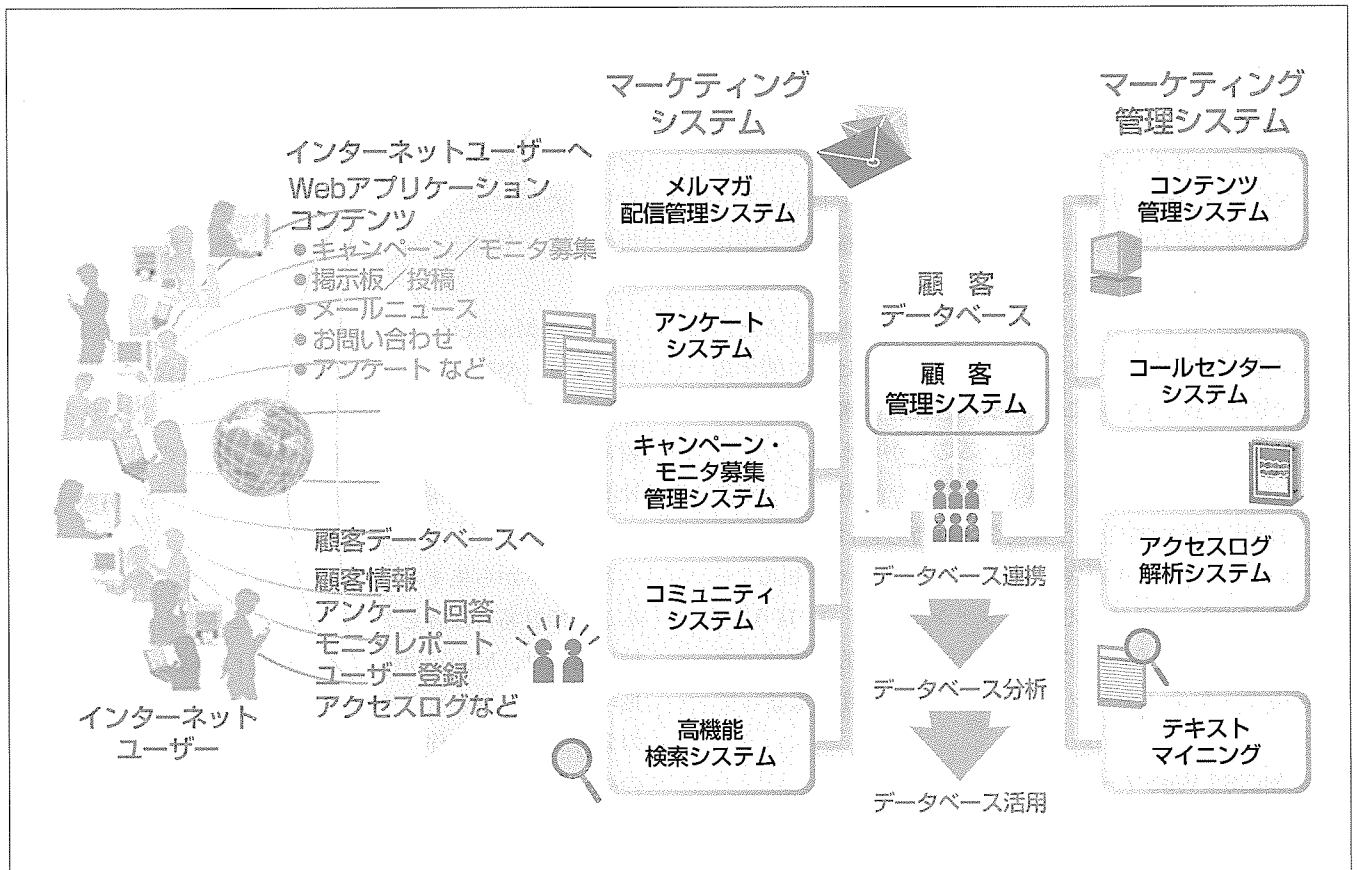 マーケティング
システム
マーケティング
管理システム
インターネットユーザーへ
Webアプリケーション
コンテンツ
●キャンペーン／モニタ募集
●掲示板／投稿
●メールニュース
●お問い合わせ
●アンケート など
顧客データベースへ
顧客情報
アンケート回答
モニタレポート
ユーザー登録
アクセスログなど
インターネット
ユーザー
メルマガ
配信管理システム
アンケート
システム
キャンペーン・
モニタ募集
管理システム
コミュニティ
システム
高機能
検索システム
顧 客
データベース
顧 客
管理システム
データベース連携
データベース分析
データベース活用
コンテンツ
管理システム
コールセンター
システム
アクセスログ
解析システム
テキスト
マイニング